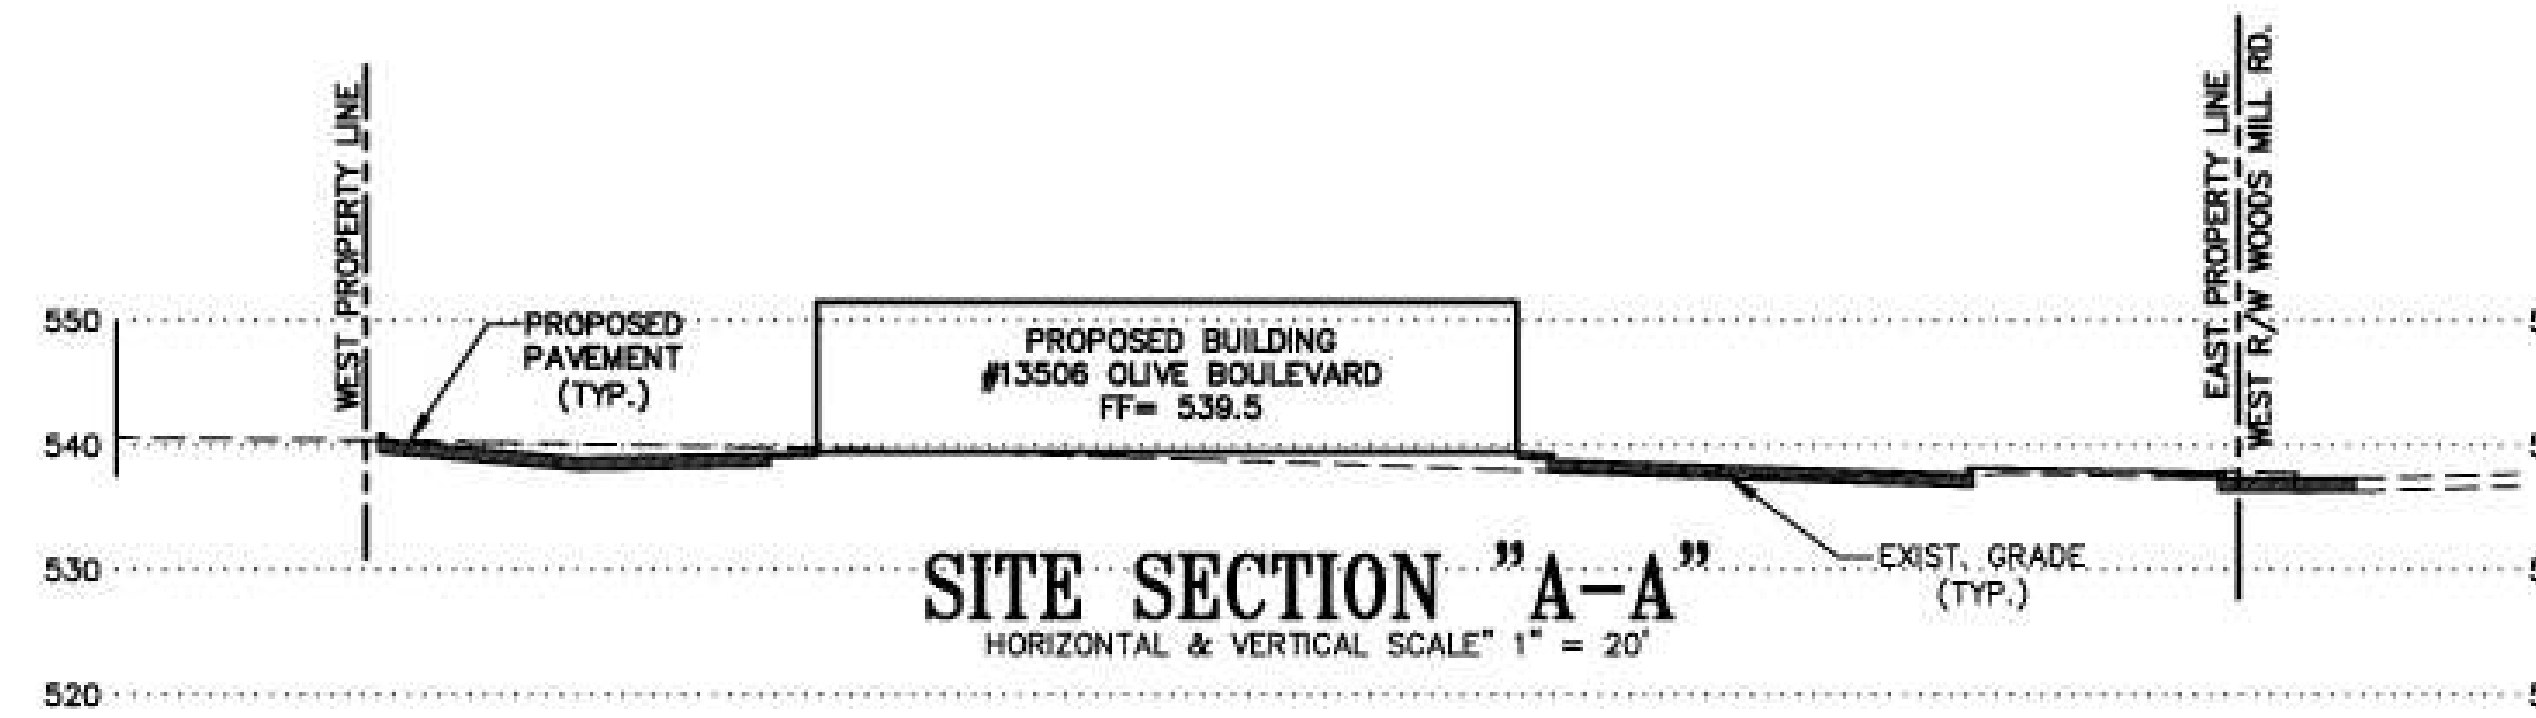 WEST PROPERTY LINE
EAST PROPERTY LINE
WEST R/W WOODS MILL RD.
550
PROPOSED
PAVEMENT
(TYP.)
PROPOSED BUILDING
#13506 OLIVE BOULEVARD
FF= 539.5
540
530
SITE SECTION "A-A"
HORIZONTAL & VERTICAL SCALE" 1" = 20'
EXIST. GRADE
(TYP.)
520